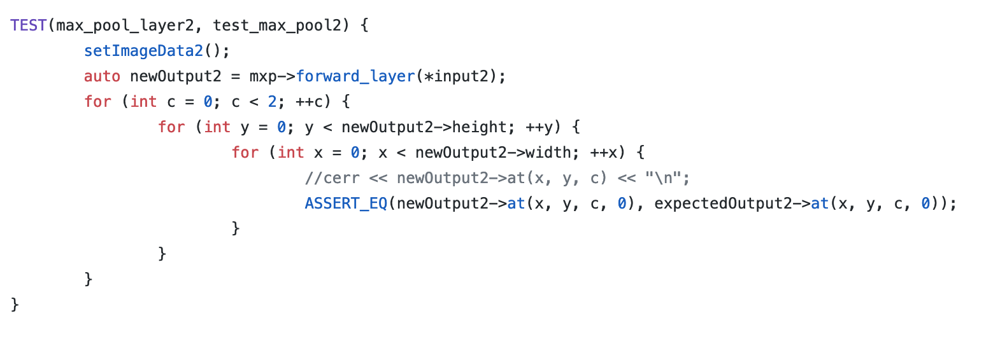 TEST(max_pool_layer2, test_max_pool2) {
        setImageData2();
        auto newOutput2 = mxp->forward_layer(*input2);
        for (int c = 0; c < 2; ++c) {
                for (int y = 0; y < newOutput2->height; ++y) {
                        for (int x = 0; x < newOutput2->width; ++x) {
                                //cerr << newOutput2->at(x, y, c) << "\n";
                                ASSERT_EQ(newOutput2->at(x, y, c, 0), expectedOutput2->at(x, y, c, 0));
                        }
                }
        }
}